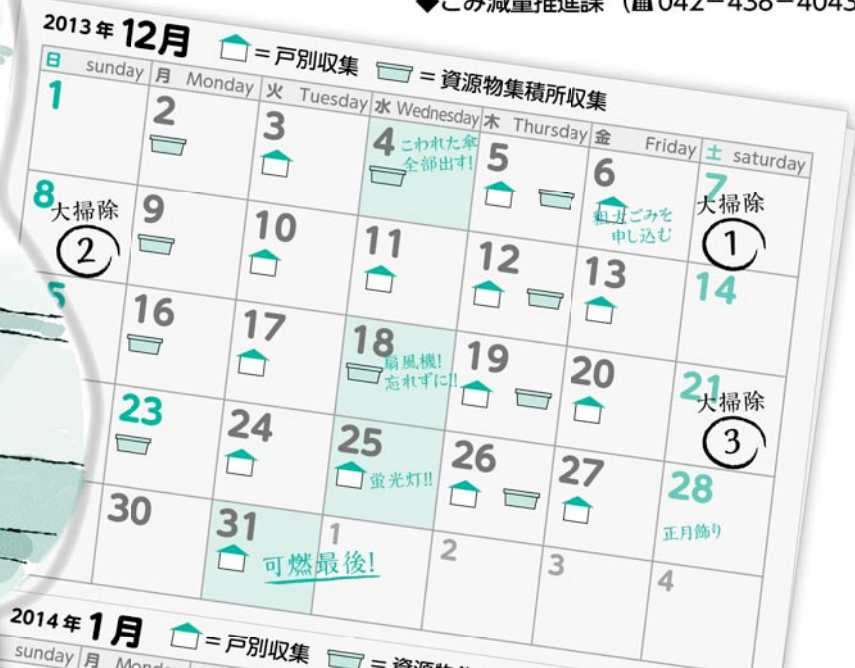 ◆ごみ減量推進課（☎042－438－4043
2013年 12月 =戸別収集 =資源物集積所収集
日 sunday 月 Monday 火 Tuesday 水 Wednesday 木 Thursday 金 Friday 土 saturday
1 2 3 4 5 6 7
こわれた傘
全部出す!
粗大ごみを
申し込む
大掃除
1
8 9 10 11 12 13 14
大掃除
2
16 17 18 19 20 21
扇風機!
忘れずに!!
大掃除
3
23 24 25 26 27 28
蛍光灯!!
正月飾り
30 31 1 2 3 4
可燃最後!
2014年 1月 =戸別収集
sunday 月